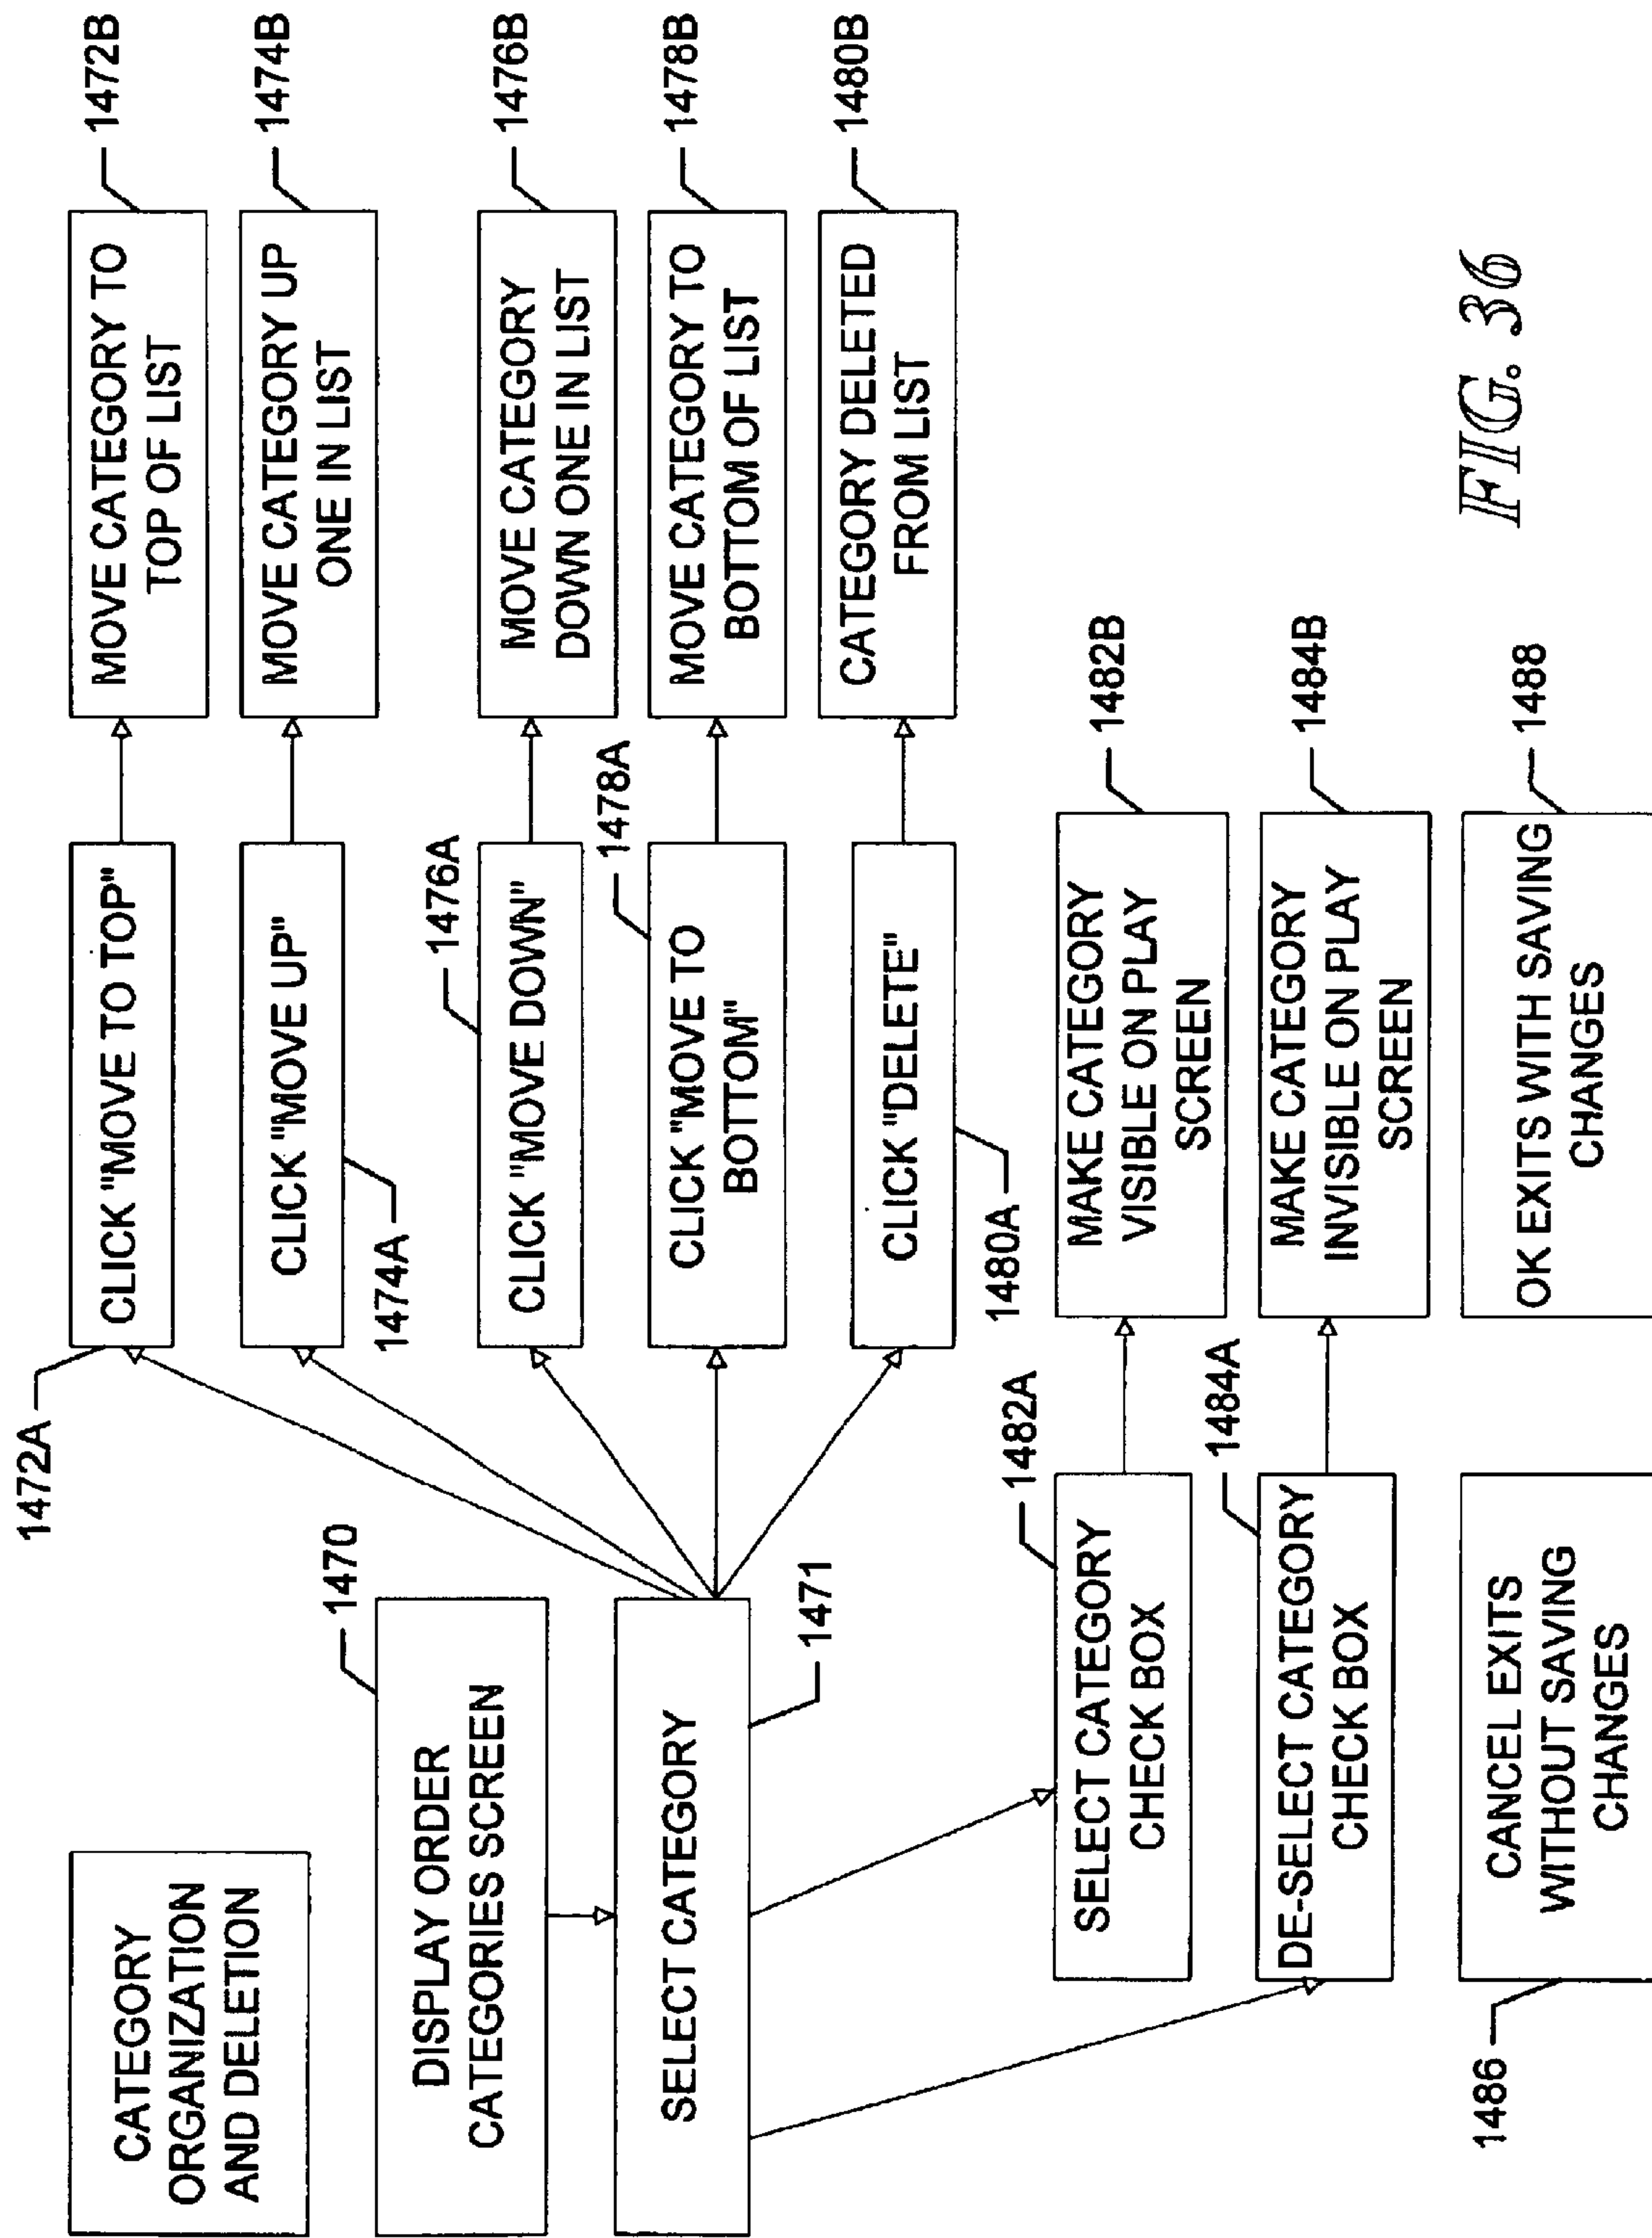 CATEGORY
ORGANIZATION
AND DELETION
1470
DISPLAY ORDER
CATEGORIES SCREEN
SELECT CATEGORY
1471
1472A
CLICK "MOVE TO TOP"
MOVE CATEGORY TO
TOP OF LIST
1472B
CLICK "MOVE UP"
1474A
MOVE CATEGORY UP
ONE IN LIST
1474B
1476A
CLICK "MOVE DOWN"
MOVE CATEGORY
DOWN ONE IN LIST
1476B
1478A
CLICK "MOVE TO
BOTTOM"
MOVE CATEGORY TO
BOTTOM OF LIST
1478B
CLICK "DELETE"
1480A
CATEGORY DELETED
FROM LIST
1480B
1482A
SELECT CATEGORY
CHECK BOX
MAKE CATEGORY
VISIBLE ON PLAY
SCREEN
1482B
1484A
DE-SELECT CATEGORY
CHECK BOX
MAKE CATEGORY
INVISIBLE ON PLAY
SCREEN
1484B
1486
CANCEL EXITS
WITHOUT SAVING
CHANGES
OK EXITS WITH SAVING
CHANGES
1488
FIG. 36